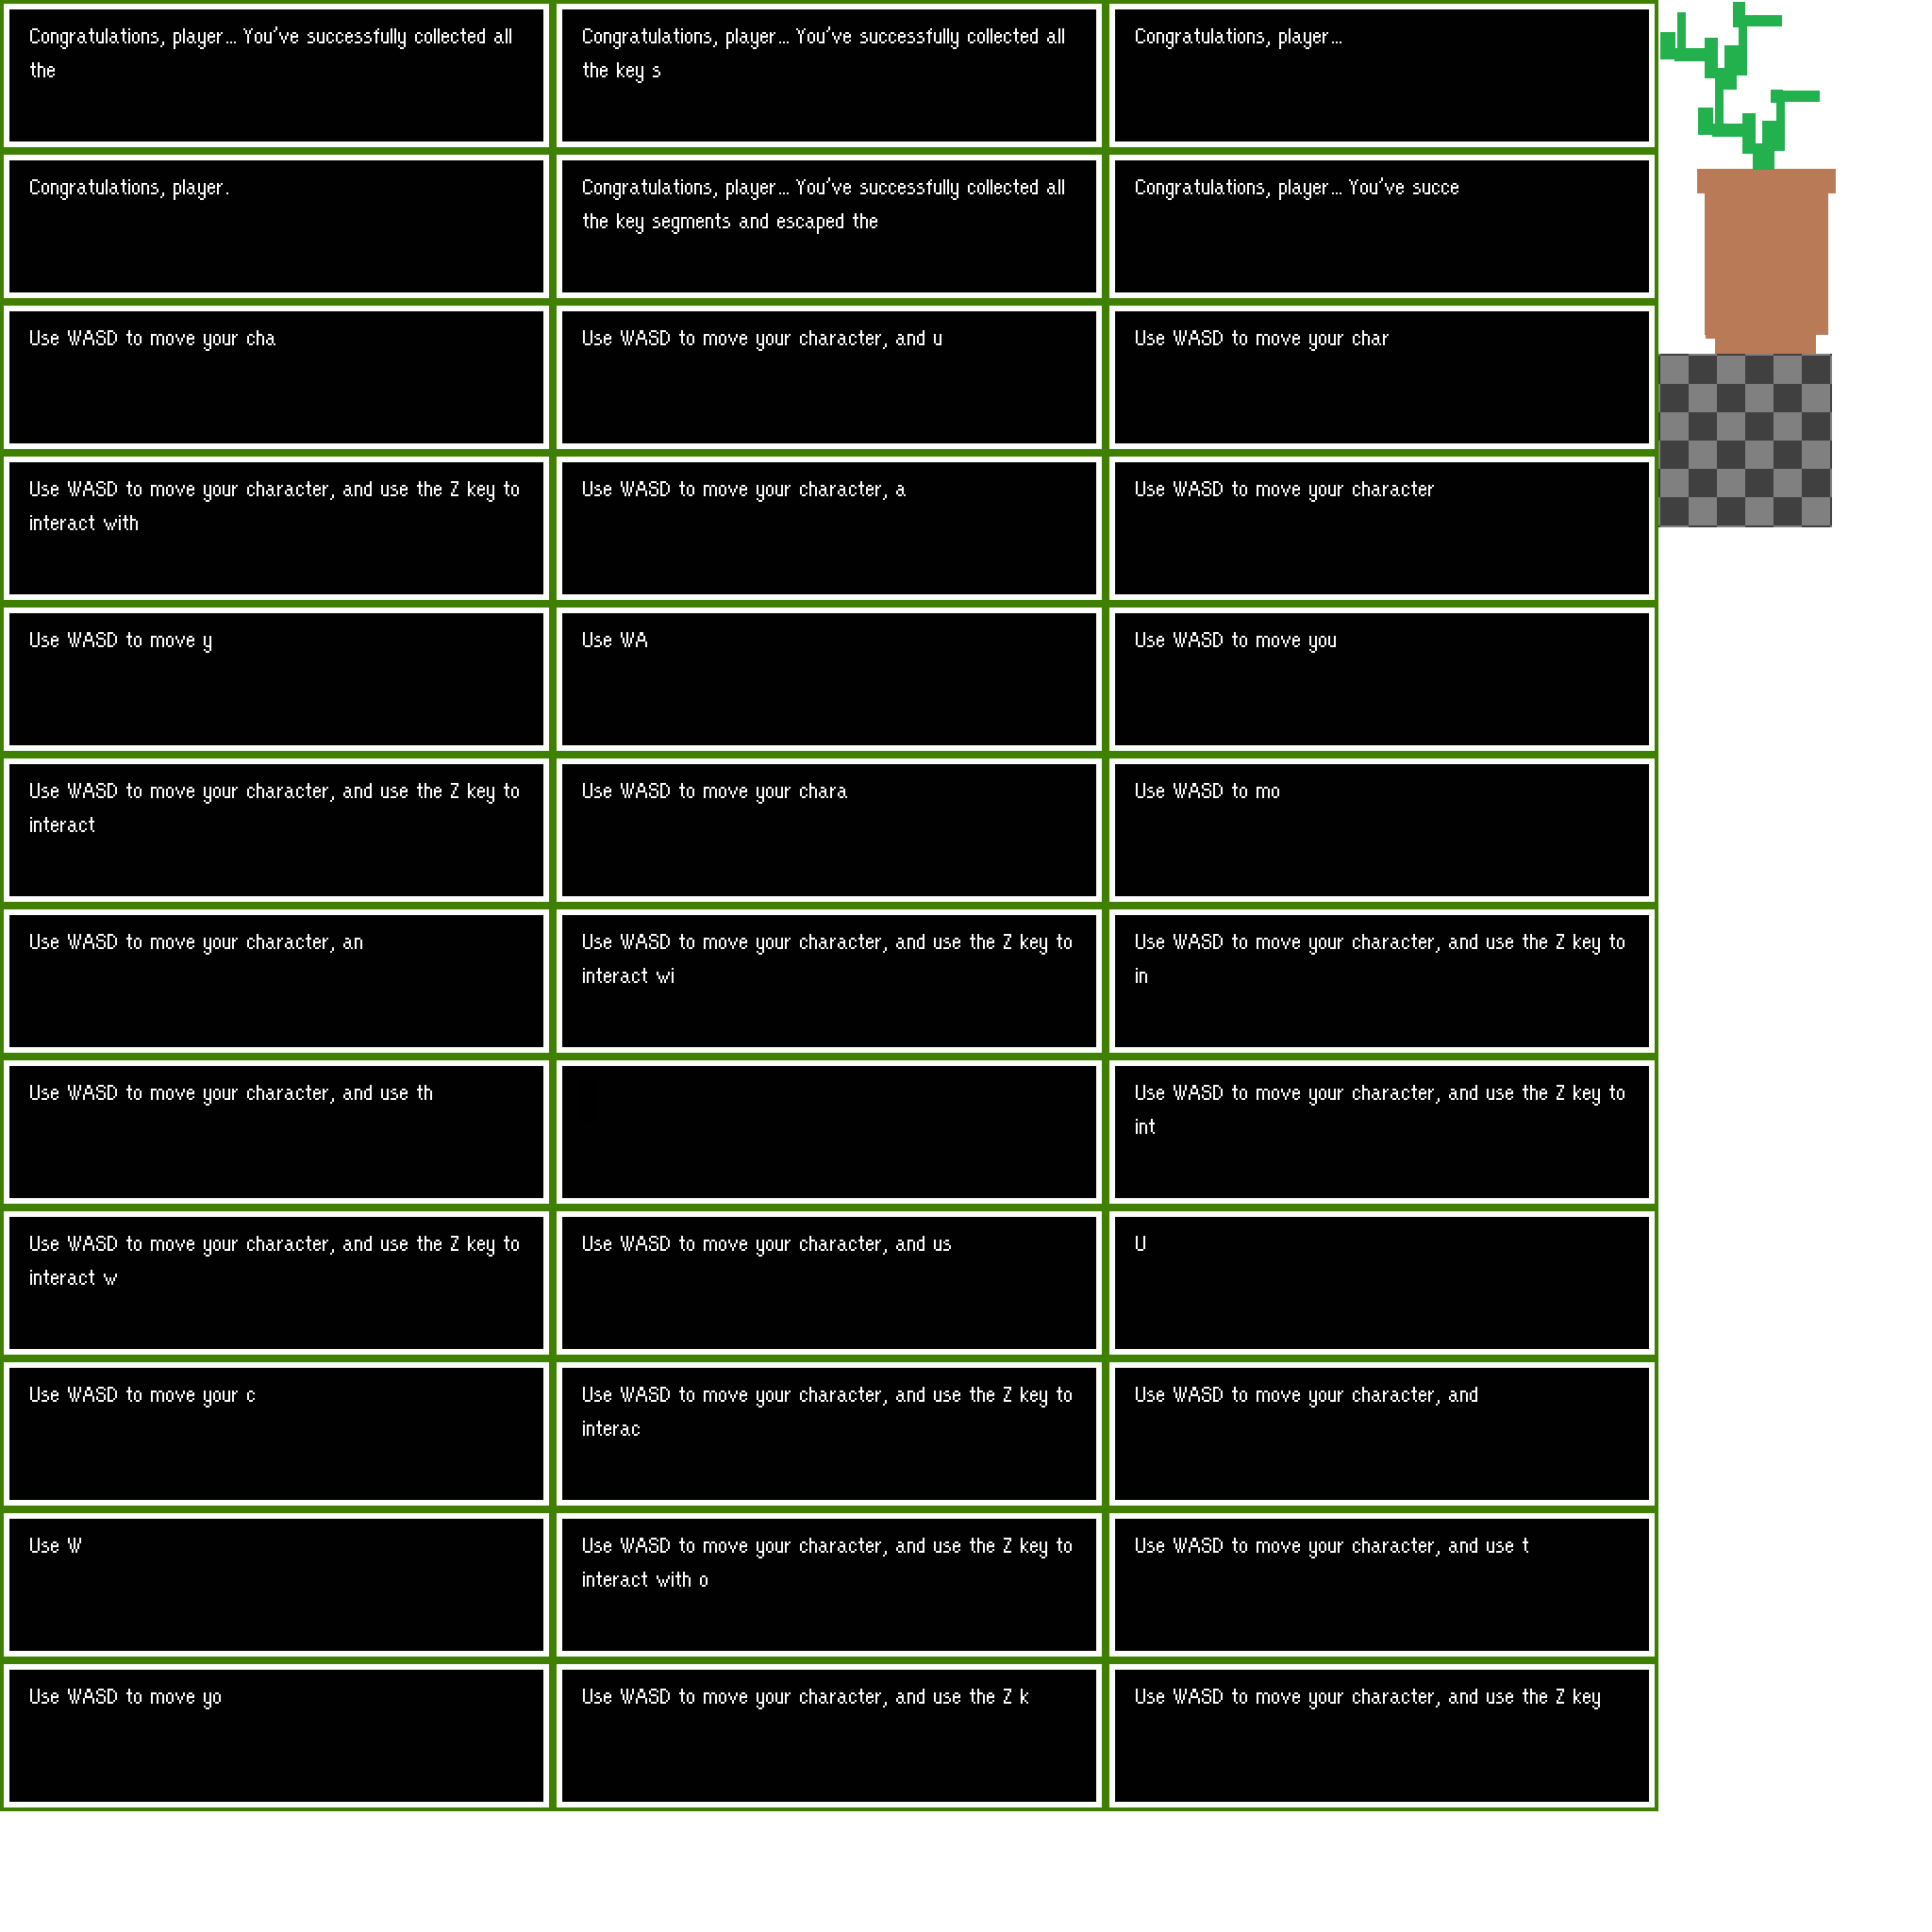 Congratulations, player... You've successfully collected all
the
Congratulations, player... You've successfully collected all
the key s
Congratulations, player...
Congratulations, player.
Congratulations, player... You've successfully collected all
the key segments and escaped the
Congratulations, player... You've succe
Use WASD to move your cha
Use WASD to move your character, and u
Use WASD to move your char
Use WASD to move your character, and use the Z key to
interact with
Use WASD to move your character, a
Use WASD to move your character
Use WASD to move y
Use WA
Use WASD to move you
Use WASD to move your character, and use the Z key to
interact
Use WASD to move your chara
Use WASD to mo
Use WASD to move your character, an
Use WASD to move your character, and use the Z key to
interact wi
Use WASD to move your character, and use the Z key to
in
Use WASD to move your character, and use th
Use WASD to move your character, and use the Z key to
int
Use WASD to move your character, and use the Z key to
interact w
Use WASD to move your character, and us
U
Use WASD to move your c
Use WASD to move your character, and use the Z key to
interac
Use WASD to move your character, and
Use W
Use WASD to move your character, and use the Z key to
interact with o
Use WASD to move your character, and use t
Use WASD to move yo
Use WASD to move your character, and use the Z k
Use WASD to move your character, and use the Z key